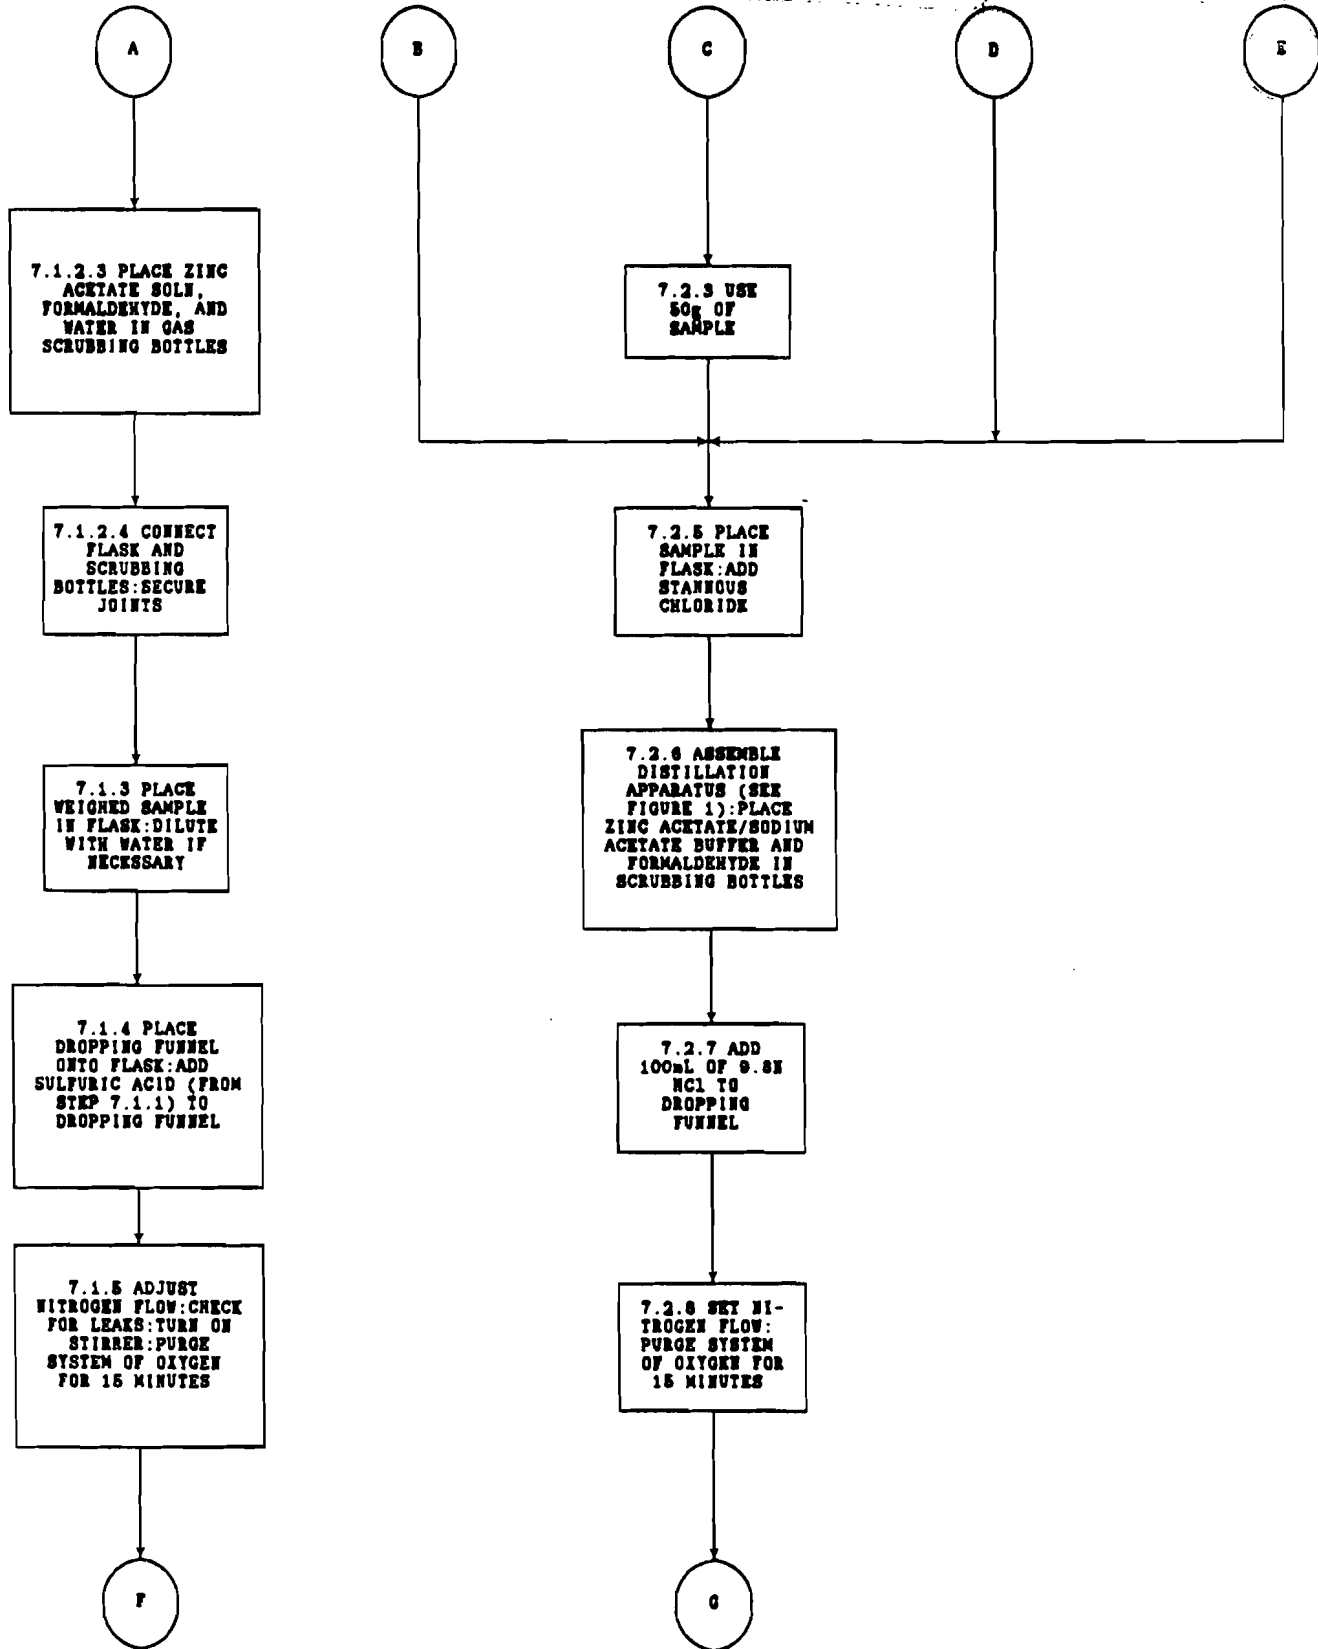 A
B
C
D
E
7.1.2.3 PLACE ZINC
ACETATE SOLN,
FORMALDEHYDE, AND
WATER IN GAS
SCRUBBING BOTTLES
7.1.2.4 CONNECT
FLASK AND
SCRUBBING
BOTTLES:SECURE
JOINTS
7.1.3 PLACE
WEIGHED SAMPLE
IN FLASK:DILUTE
WITH WATER IF
NECESSARY
7.1.4 PLACE
DROPPING FUNNEL
ONTO FLASK:ADD
SULFURIC ACID (FROM
STEP 7.1.1) TO
DROPPING FUNNEL
7.1.5 ADJUST
NITROGEN FLOW:CHECK
FOR LEAKS:TURN ON
STIRRER:PURGE
SYSTEM OF OXYGEN
FOR 15 MINUTES
F
7.2.3 USE
50g OF
SAMPLE
7.2.5 PLACE
SAMPLE IN
FLASK:ADD
STANNOUS
CHLORIDE
7.2.6 ASSEMBLE
DISTILLATION
APPARATUS (SEE
FIGURE 1):PLACE
ZINC ACETATE/SODIUM
ACETATE BUFFER AND
FORMALDEHYDE IN
SCRUBBING BOTTLES
7.2.7 ADD
100mL OF 9.8N
HCl TO
DROPPING
FUNNEL
7.2.8 SET NI-
TROGEN FLOW:
PURGE SYSTEM
OF OXYGEN FOR
15 MINUTES
G